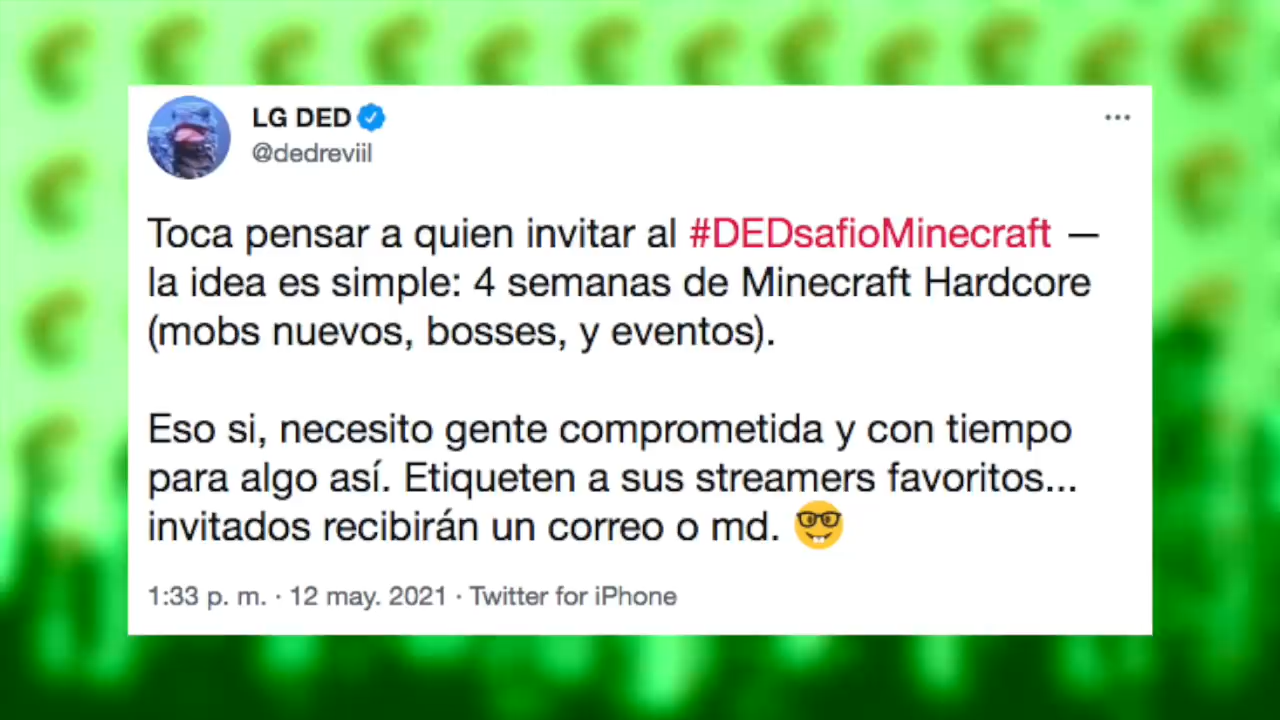 LG DED
@dedreviil
Toca pensar a quien invitar al #DEDsafioMinecraft —
la idea es simple: 4 semanas de Minecraft Hardcore
(mobs nuevos, bosses, y eventos).
Eso si, necesito gente comprometida y con tiempo
para algo así. Etiqueten a sus streamers favoritos...
invitados recibirán un correo o md. 🤓
1:33 p. m. · 12 may. 2021 · Twitter for iPhone